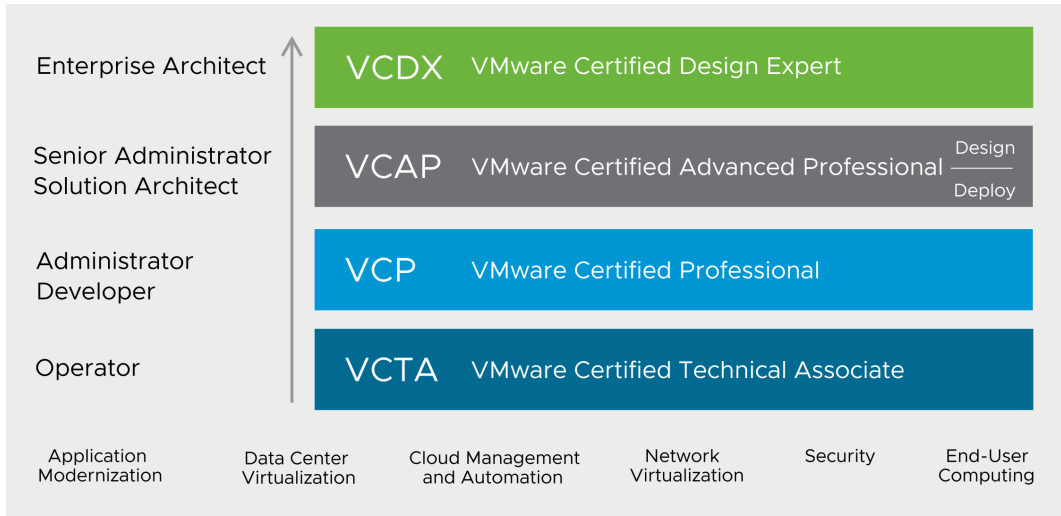 Enterprise Architect
VCDX VMware Certified Design Expert
Senior Administrator
Solution Architect
VCAP VMware Certified Advanced Professional
Design
Deploy
Administrator
Developer
VCP VMware Certified Professional
Operator
VCTA VMware Certified Technical Associate
Application
Modernization
Data Center
Virtualization
Cloud Management
and Automation
Network
Virtualization
Security
End-User
Computing